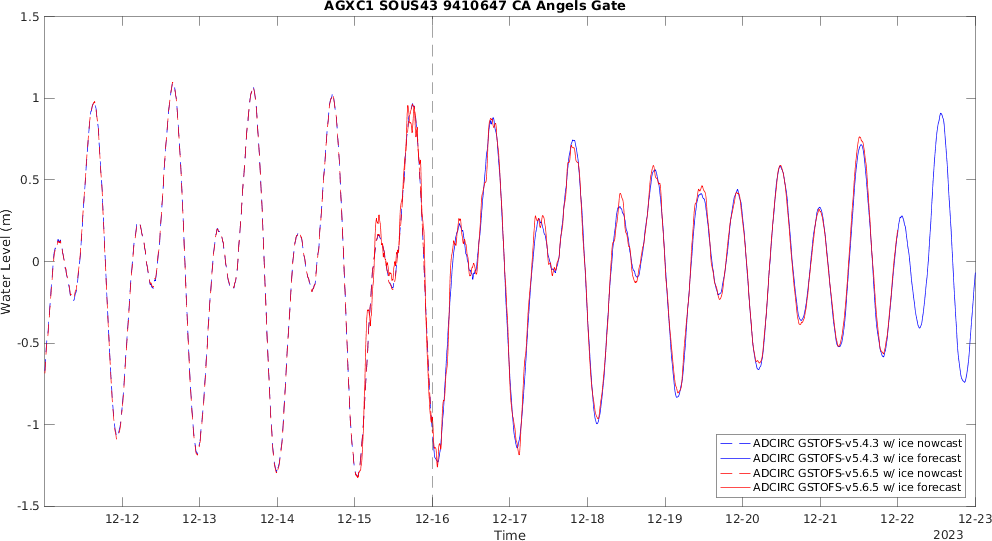 AGXC1 SOUS43 9410647 CA Angels Gate
1.5
1
0.5
0
-0.5
-1
-1.5
Water Level (m)
ADCIRC GSTOFS-v5.4.3 w/ ice nowcast
ADCIRC GSTOFS-v5.4.3 w/ ice forecast
ADCIRC GSTOFS-v5.6.5 w/ ice nowcast
ADCIRC GSTOFS-v5.6.5 w/ ice forecast
12-12 12-13 12-14 12-15 12-16 12-17 12-18 12-19 12-20 12-21 12-22 12-23
Time
2023